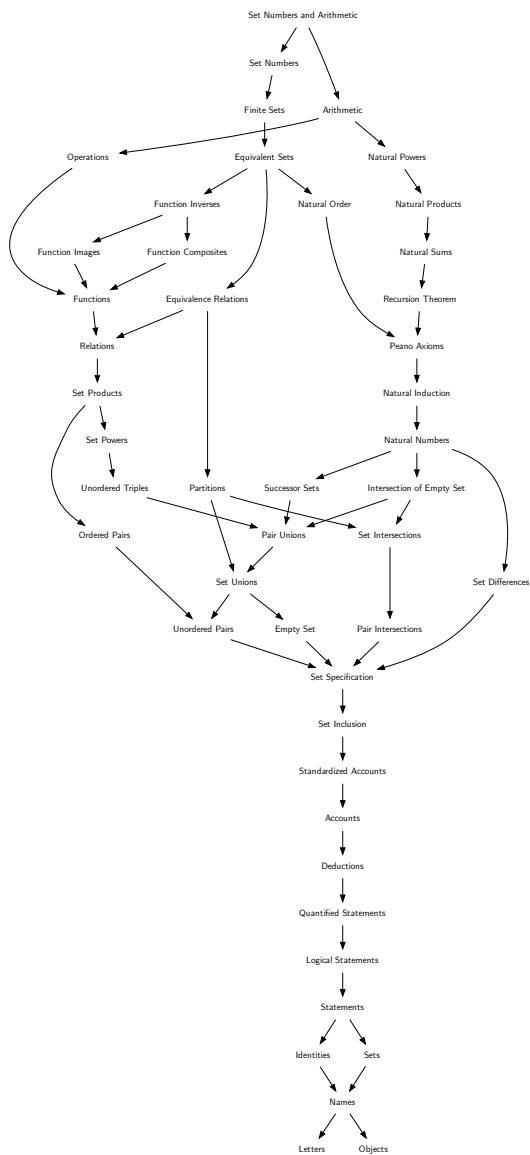 Set Numbers and Arithmetic
Set Numbers
Finite Sets
Arithmetic
Operations
Equivalent Sets
Natural Powers
Function Inverses
Natural Order
Natural Products
Function Images
Function Composites
Natural Sums
Functions
Equivalence Relations
Recursion Theorem
Relations
Peano Axioms
Set Products
Natural Induction
Set Powers
Natural Numbers
Unordered Triples
Partitions
Successor Sets
Intersection of Empty Set
Ordered Pairs
Pair Unions
Set Intersections
Set Unions
Set Differences
Unordered Pairs
Empty Set
Pair Intersections
Set Specification
Set Inclusion
Standardized Accounts
Accounts
Deductions
Quantified Statements
Logical Statements
Statements
Identities
Sets
Names
Letters
Objects